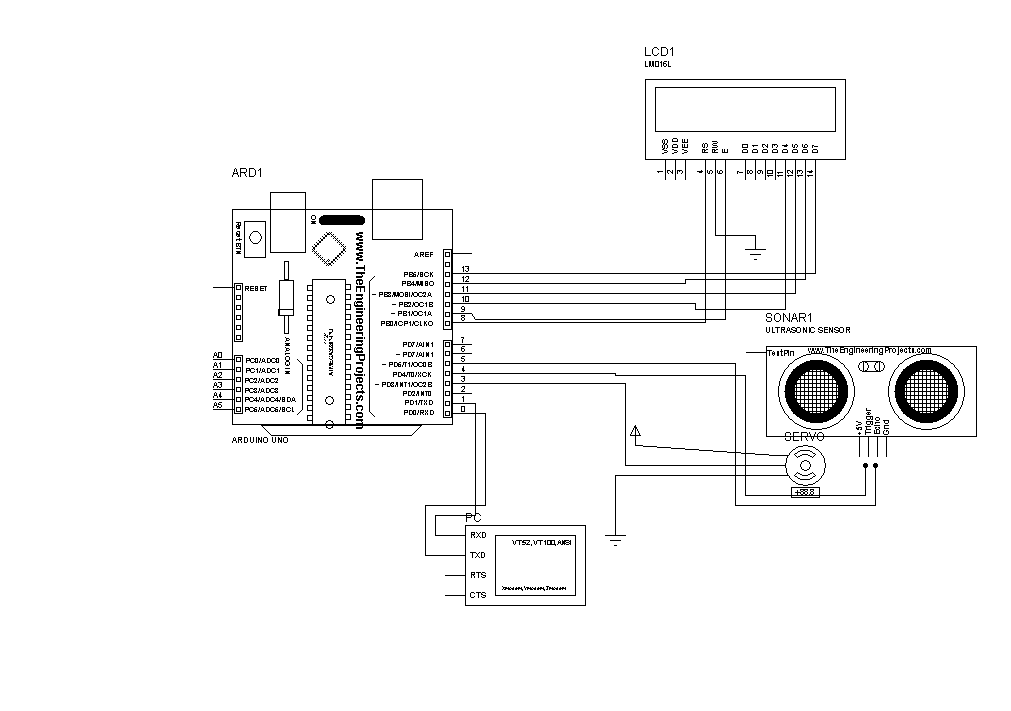 LCD1
LM016L
VSS
VDD
VEE
RS
RW
E
D0
D1
D2
D3
D4
D5
D6
D7
1
2
3
4
5
6
7
8
9
10
11
12
13
14
ARD1
Reset BTN
ON
www.TheEngineeringProjects.com
AREF
PB5/SCK
PB4/MISO
~ PB3/MOSI/OC2A
~ PB2/OC1B
~ PB1/OC1A
PB0/ICP1/CLKO
13
12
11
10
9
8
RESET
ANALOG IN
PD7/AIN1
~ PD7/AIN1
~ PD5/T1/OC0B
PD4/T0/XCK
~ PD3/INT1/OC2B
PD2/INT0
PD1/TXD
PD0/RXD
7
6
5
4
3
2
1
0
A0
A1
A2
A3
A4
A5
PC0/ADC0
PC1/ADC1
PC2/ADC2
PC3/ADC3
PC4/ADC4/SDA
PC5/ADC5/SCL
ARDUINO UNO
SONAR1
ULTRASONIC SENSOR
TestPin
www.TheEngineeringProjects.com
+5V
Trigger
Echo
Gnd
SERVO
+88.8
PC
RXD
TXD
RTS
CTS
VT52, VT100, ANSI
Xmodem, Ymodem, Zmodem